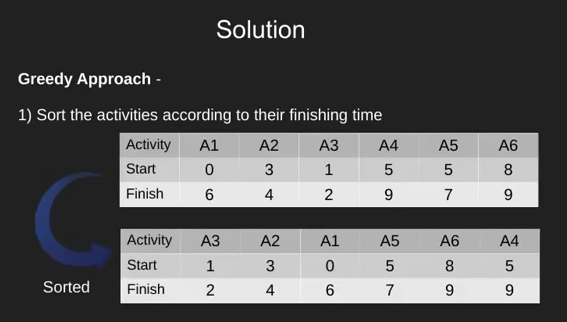 Solution
Greedy Approach -
1) Sort the activities according to their finishing time
Activity A1 A2 A3 A4 A5 A6
Start 0 3 1 5 5 8
Finish 6 4 2 9 7 9
Activity A3 A2 A1 A5 A6 A4
Start 1 3 0 5 8 5
Finish 2 4 6 7 9 9
Sorted